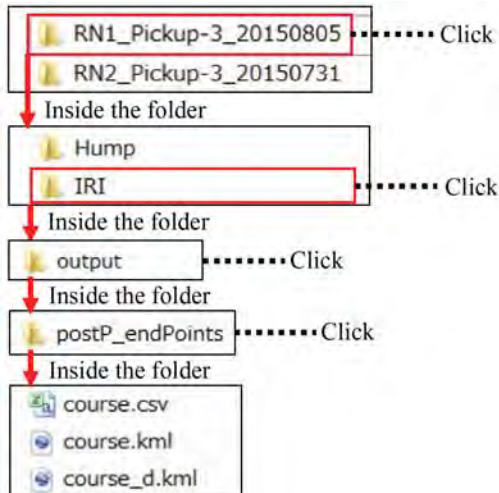 RN1_Pickup-3_20150805 Click
RN2_Pickup-3_20150731
Inside the folder
Hump
IRI Click
Inside the folder
output Click
Inside the folder
postP_endPoints Click
Inside the folder
course.csv
course.kml
course_d.kml